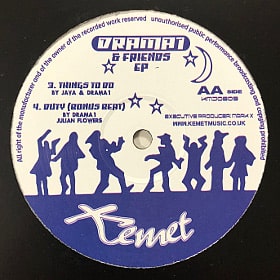 All right of the manufacturer and of the owner of the recorded work reserved unauthorised public performance broadcasting and copying prohibited
DRAMA1
& FRIENDS
EP
3. THINGS TO DO
BY JAYA & DRAMA1
4. DUTY (BONUS BEAT)
BY DRAMA1
JULIAN FLOWERS
AA SIDE
EXECUTIVE PRODUCER: MARK X
WWW.KEMETMUSIC.CO.UK
Kemet